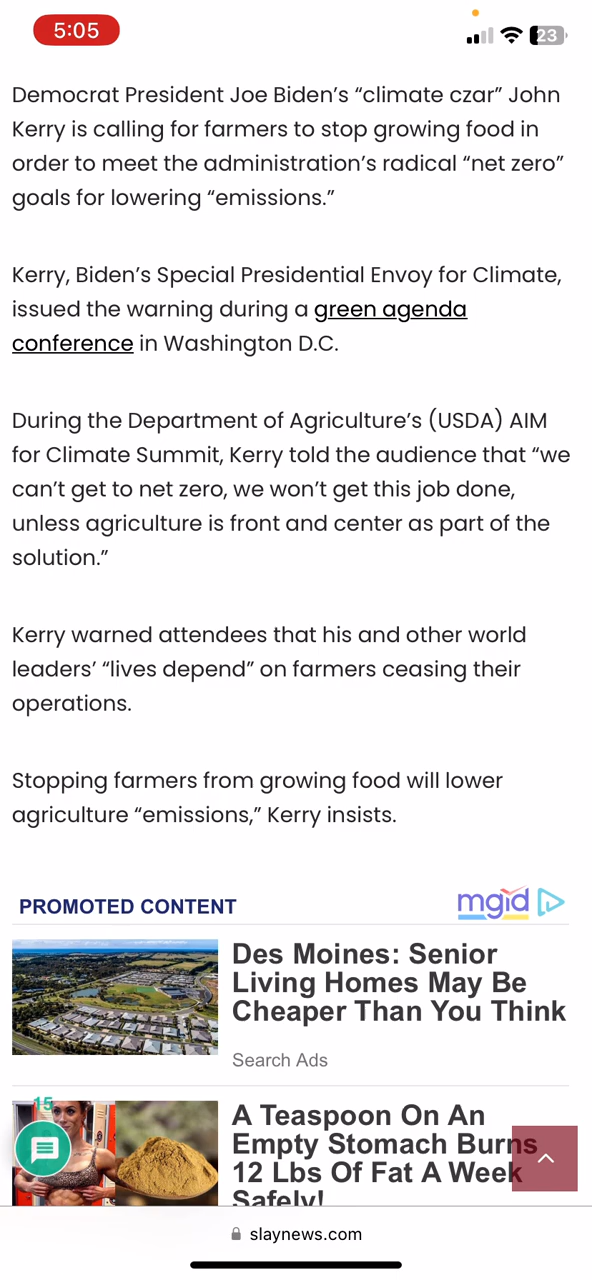 5:05
23
Democrat President Joe Biden’s “climate czar” John
Kerry is calling for farmers to stop growing food in
order to meet the administration’s radical “net zero”
goals for lowering “emissions.”
Kerry, Biden’s Special Presidential Envoy for Climate,
issued the warning during a green agenda
conference in Washington D.C.
During the Department of Agriculture’s (USDA) AIM
for Climate Summit, Kerry told the audience that “we
can’t get to net zero, we won’t get this job done,
unless agriculture is front and center as part of the
solution.”
Kerry warned attendees that his and other world
leaders’ “lives depend” on farmers ceasing their
operations.
Stopping farmers from growing food will lower
agriculture “emissions,” Kerry insists.
PROMOTED CONTENT
mgid
Des Moines: Senior
Living Homes May Be
Cheaper Than You Think
Search Ads
15
A Teaspoon On An
Empty Stomach Burns
12 Lbs Of Fat A Week
Safely!
slaynews.com